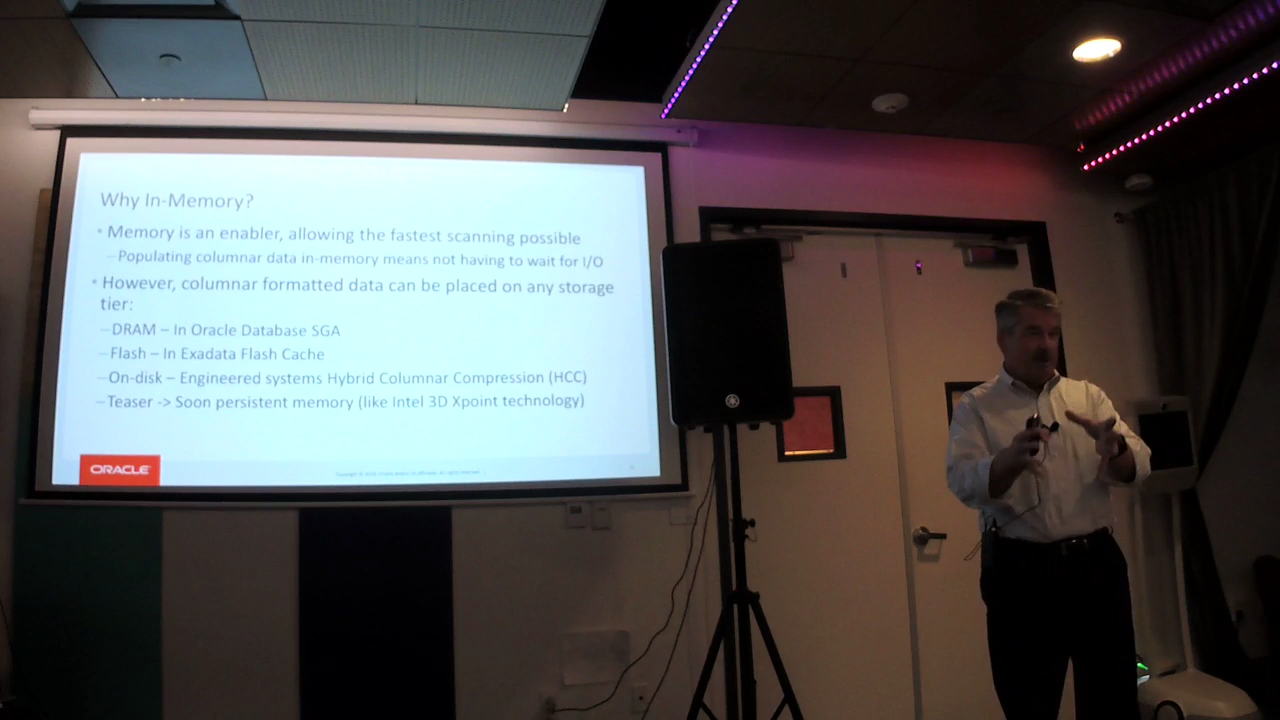 Why In-Memory?
• Memory is an enabler, allowing the fastest scanning possible
– Populating columnar data in-memory means not having to wait for I/O
• However, columnar formatted data can be placed on any storage
tier:
– DRAM – In Oracle Database SGA
– Flash – In Exadata Flash Cache
– On-disk – Engineered systems Hybrid Columnar Compression (HCC)
– Teaser -> Soon persistent memory (like Intel 3D Xpoint technology)
ORACLE